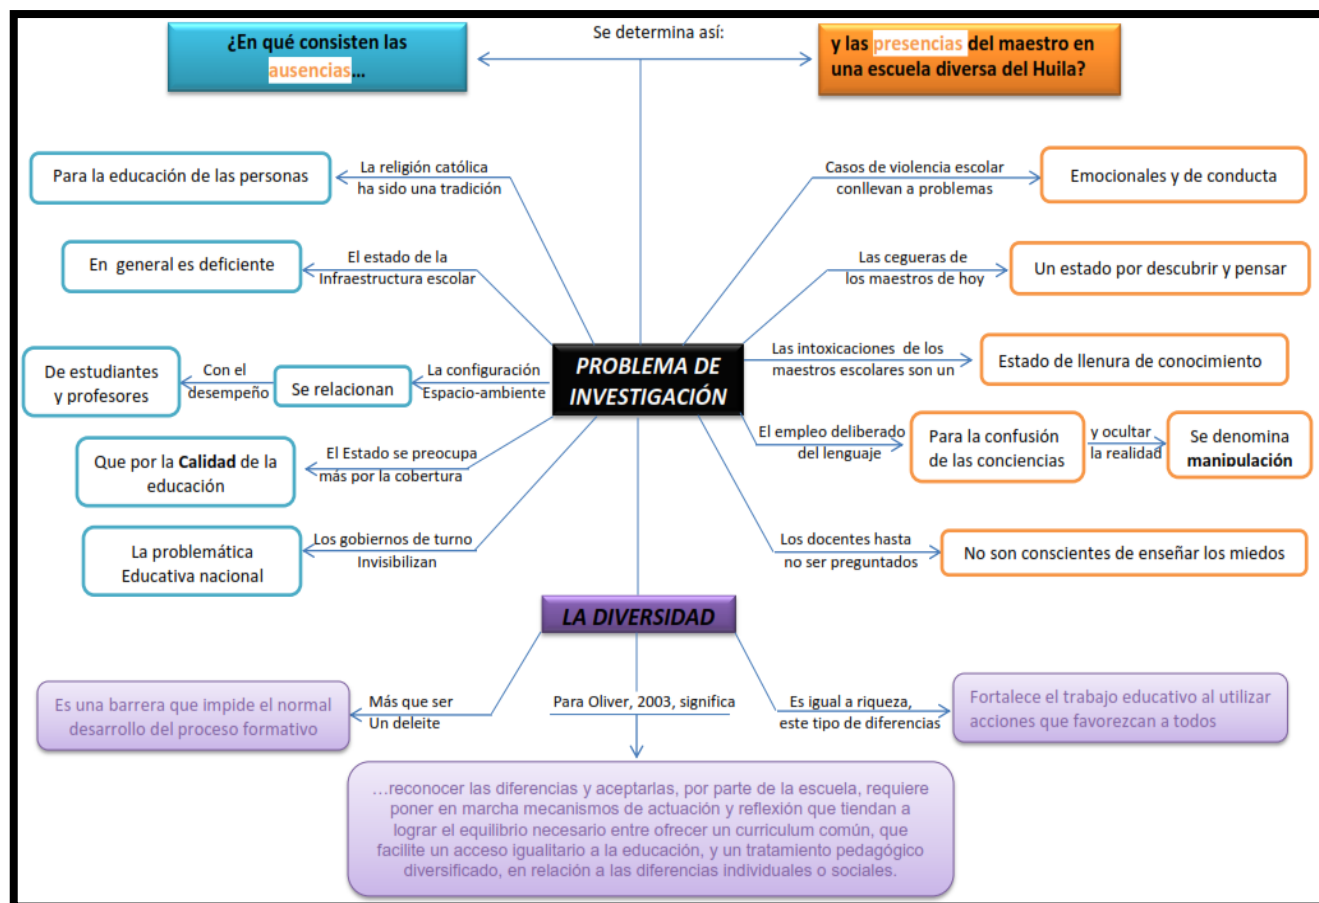 ¿En qué consisten las
ausencias...
Se determina así:
y las presencias del maestro en
una escuela diversa del Huila?
Para la educación de las personas
La religión católica
ha sido una tradición
Casos de violencia escolar
conllevan a problemas
Emocionales y de conducta
En general es deficiente
El estado de la
Infraestructura escolar
Las cegueras de
los maestros de hoy
Un estado por descubrir y pensar
De estudiantes
y profesores
Con el
desempeño
Se relacionan
La configuración
Espacio-ambiente
PROBLEMA DE
INVESTIGACIÓN
Las intoxicaciones de los
maestros escolares son un
Estado de llenura de conocimiento
Que por la Calidad de la
educación
El Estado se preocupa
más por la cobertura
El empleo deliberado
del lenguaje
Para la confusión
de las conciencias
y ocultar
la realidad
Se denomina
manipulación
La problemática
Educativa nacional
Los gobiernos de turno
Invisibilizan
Los docentes hasta
no ser preguntados
No son conscientes de enseñar los miedos
LA DIVERSIDAD
Es una barrera que impide el normal
desarrollo del proceso formativo
Más que ser
Un deleite
Para Oliver, 2003, significa
Es igual a riqueza,
este tipo de diferencias
Fortalece el trabajo educativo al utilizar
acciones que favorezcan a todos
...reconocer las diferencias y aceptarlas, por parte de la escuela, requiere
poner en marcha mecanismos de actuación y reflexión que tiendan a
lograr el equilibrio necesario entre ofrecer un curriculum común, que
facilite un acceso igualitario a la educación, y un tratamiento pedagógico
diversificado, en relación a las diferencias individuales o sociales.